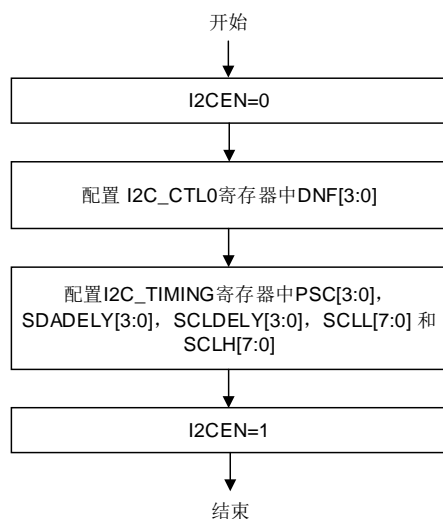 开始
I2CEN=0
配置 I2C_CTL0寄存器中DNF[3:0]
配置I2C_TIMING寄存器中PSC[3:0]，
SDADELY[3:0]，SCLDELY[3:0]，SCLL[7:0] 和
SCLH[7:0]
I2CEN=1
结束